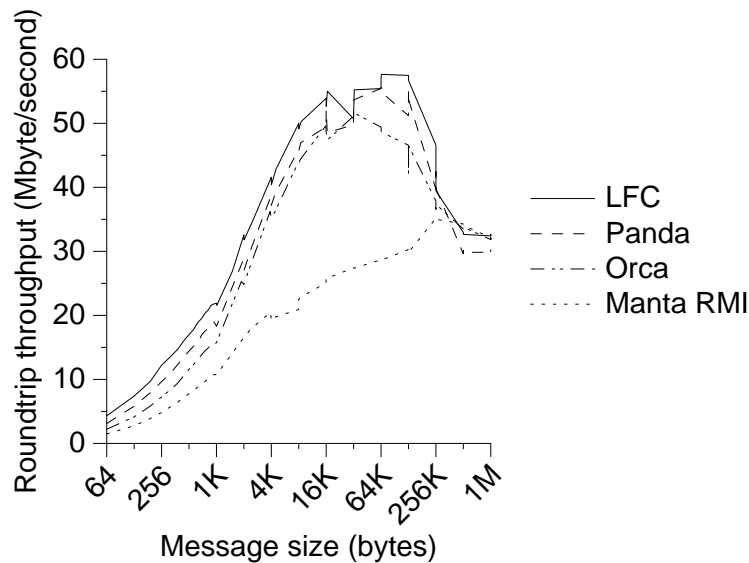 Roundtrip throughput (Mbyte/second)
60
50
40
30
20
10
0
64
256
1K
4K
16K
64K
256K
1M
Message size (bytes)
LFC
Panda
Orca
Manta RMI